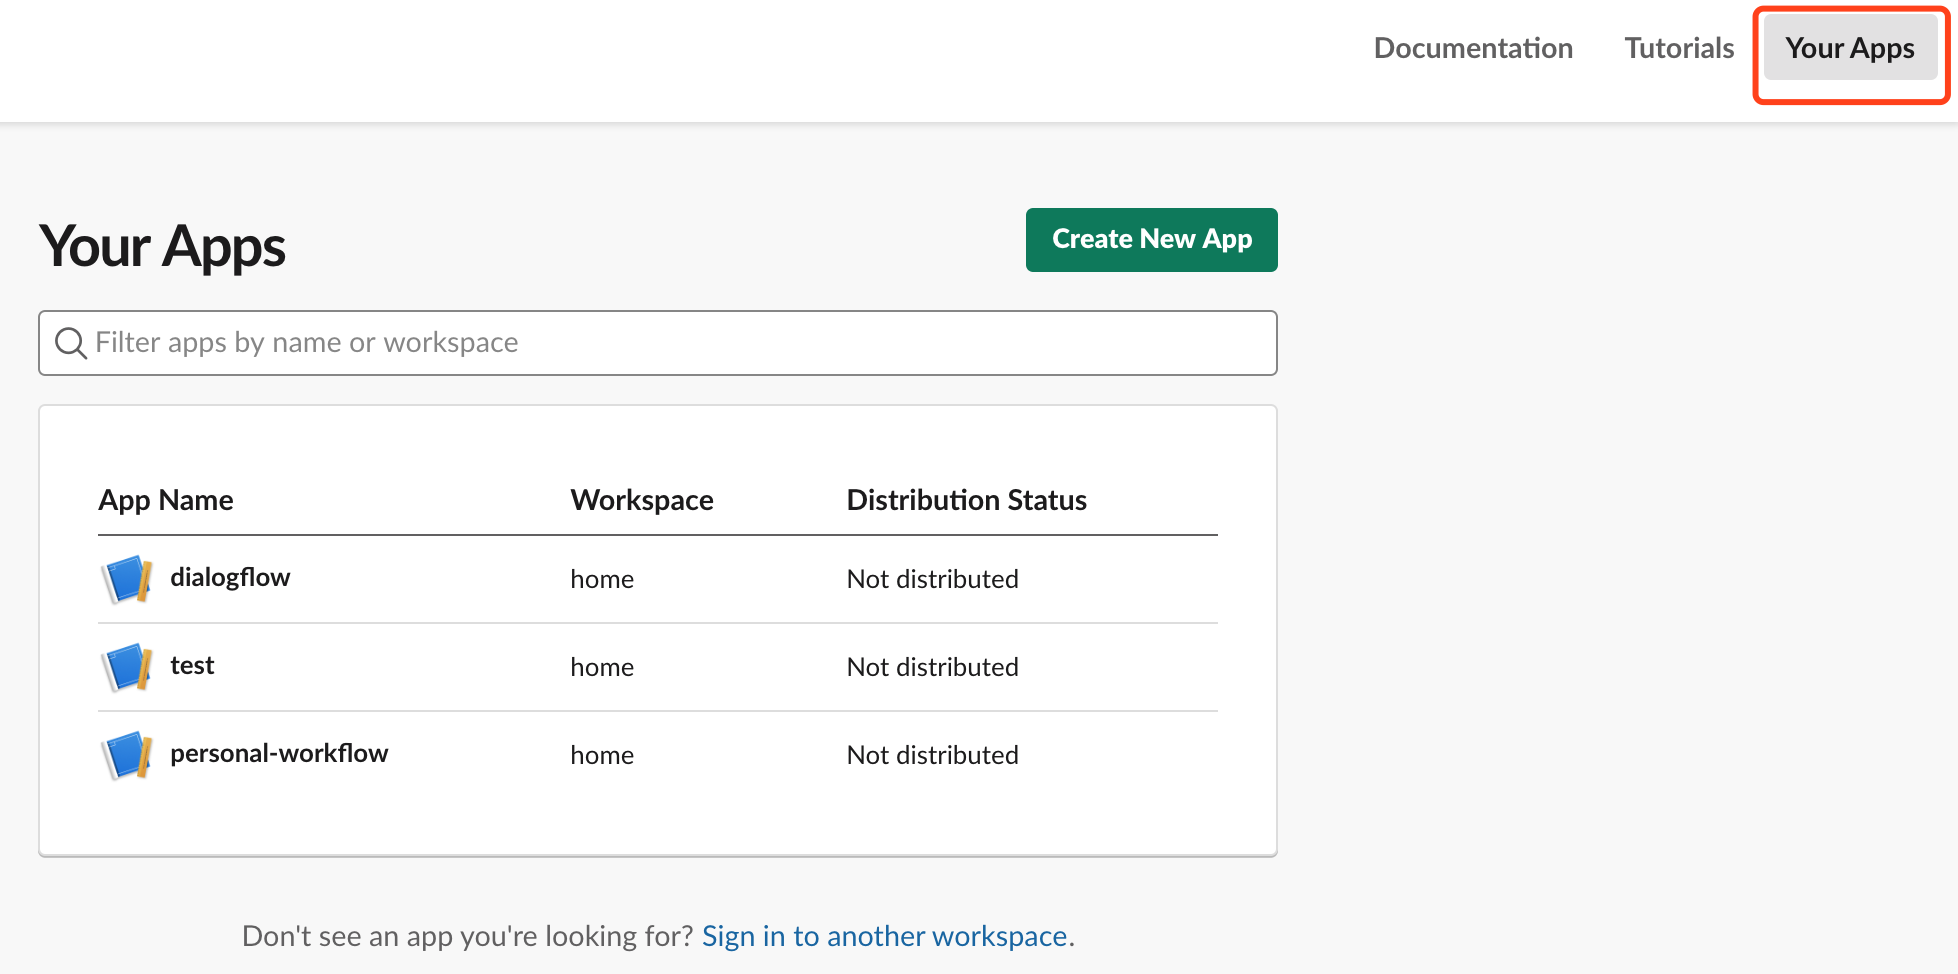 Documentation Tutorials Your Apps
Your Apps
Create New App
Filter apps by name or workspace
App Name Workspace Distribution Status
dialogflow home Not distributed
test home Not distributed
personal-workflow home Not distributed
Don't see an app you're looking for? Sign in to another workspace.